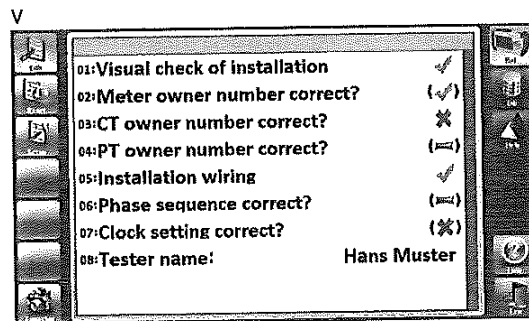 V
01:Visual check of installation
02:Meter owner number correct?
03:CT owner number correct?
04:PT owner number correct?
05:Installation wiring
06:Phase sequence correct?
07:Clock setting correct?
08:Tester name: Hans Muster